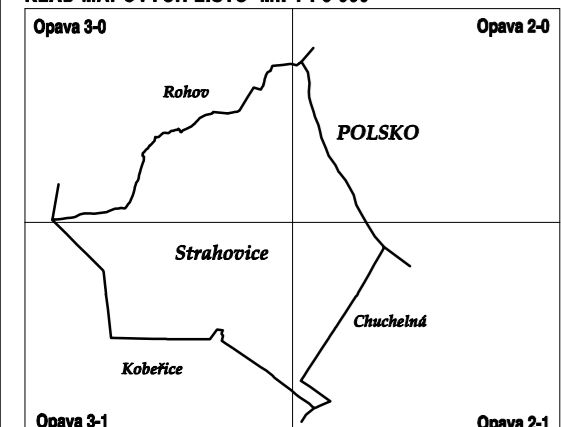 Opava 3-0
Opava 2-0
Rohov
POLSKO
Strahovice
Chuchelná
Kobeřice
Opava 3-1
Opava 2-1